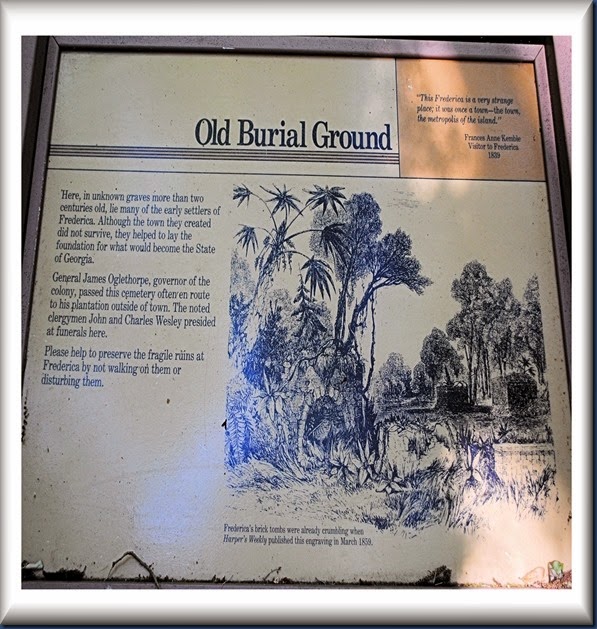 "This Frederica is a very strange
place; it was once a town—the town,
the metropolis of the island."
Frances Anne Kemble
Visitor to Frederica
1839
Old Burial Ground
Here, in unknown graves more than two
centuries old, lie many of the early settlers of
Frederica. Although the town they created
did not survive, they helped to lay the
foundation for what would become the State
of Georgia.
General James Oglethorpe, governor of the
colony, passed this cemetery often en route
to his plantation outside of town. The noted
clergymen John and Charles Wesley presided
at funerals here.
Please help to preserve the fragile ruins at
Frederica by not walking on them or
disturbing them.
Frederica's brick tombs were already crumbling when
Harper's Weekly published this engraving in March 1859.